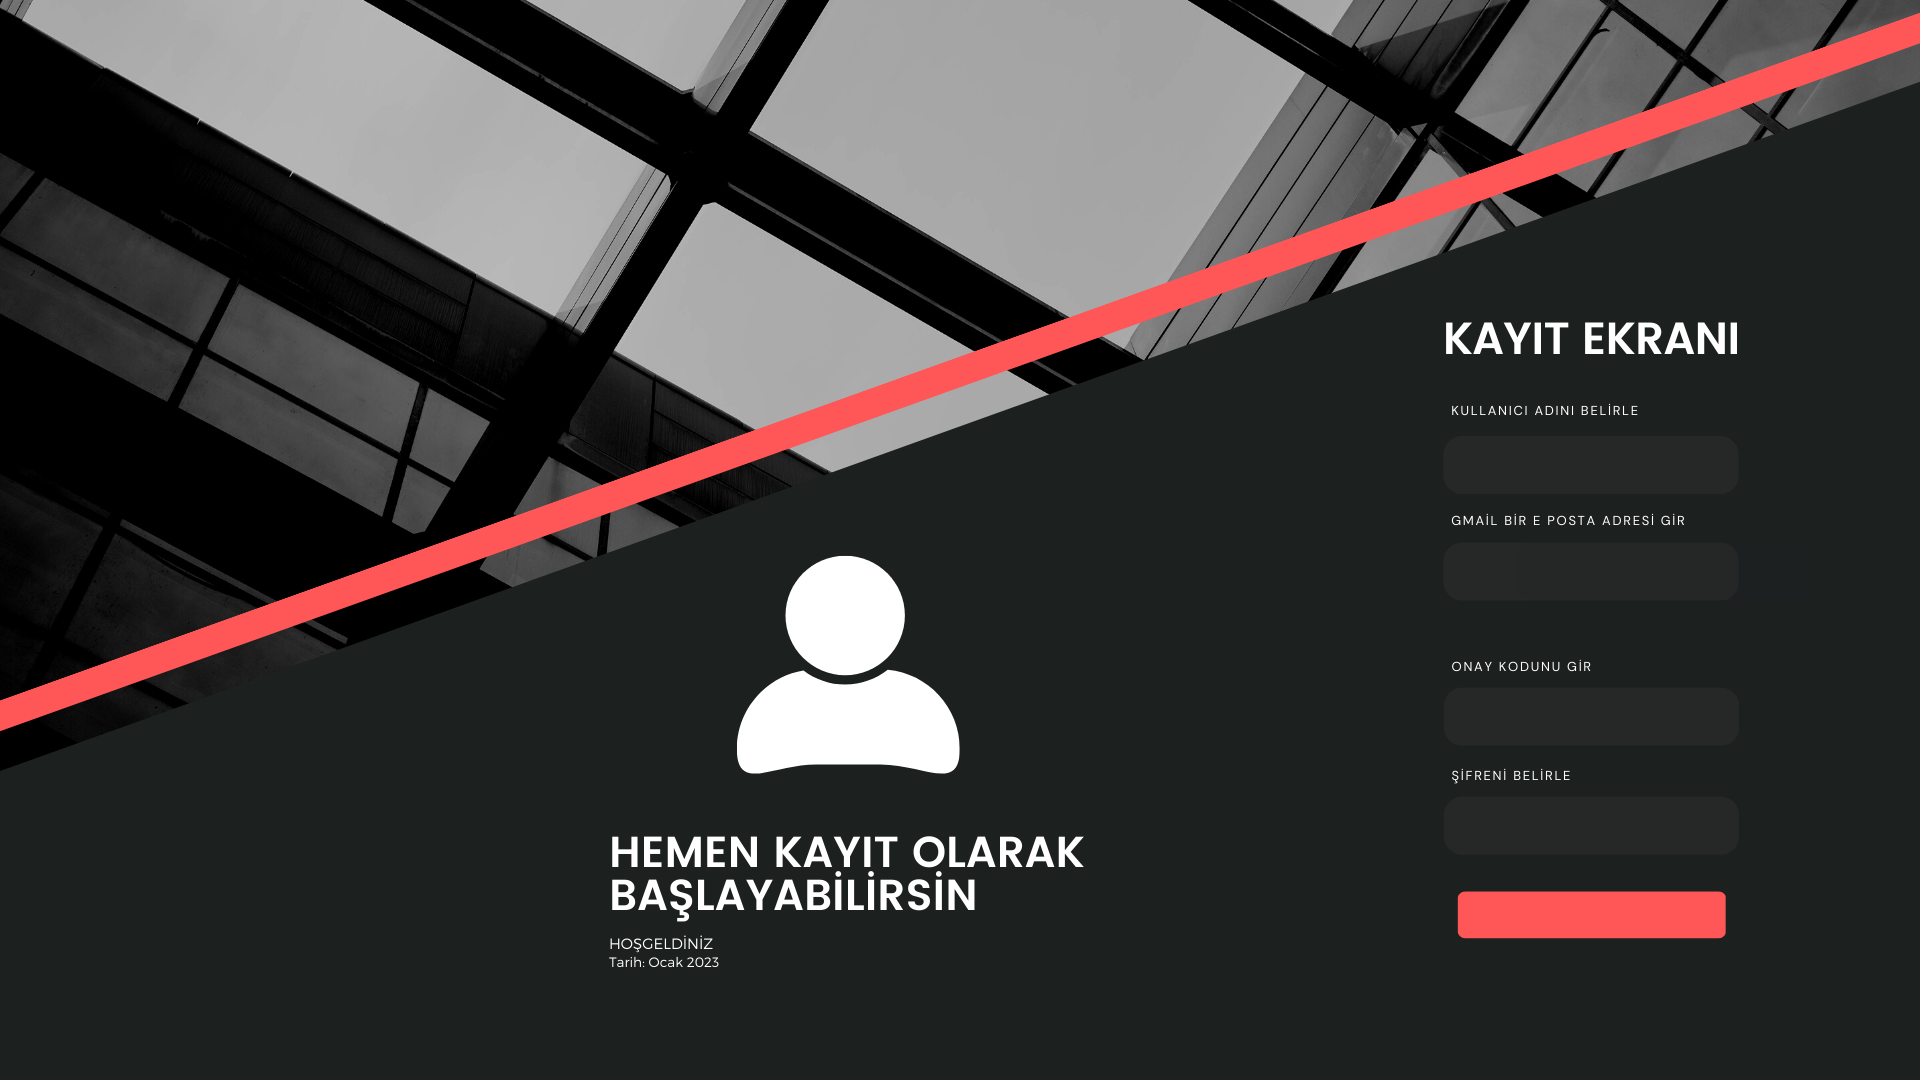 KAYIT EKRANI
KULLANICI ADINI BELİRLE
GMAİL BİR E POSTA ADRESİ GİR
ONAY KODUNU GİR
ŞİFRENİ BELİRLE
HEMEN KAYIT OLARAK
BAŞLAYABİLİRSİN
HOŞGELDİNİZ
Tarih: Ocak 2023